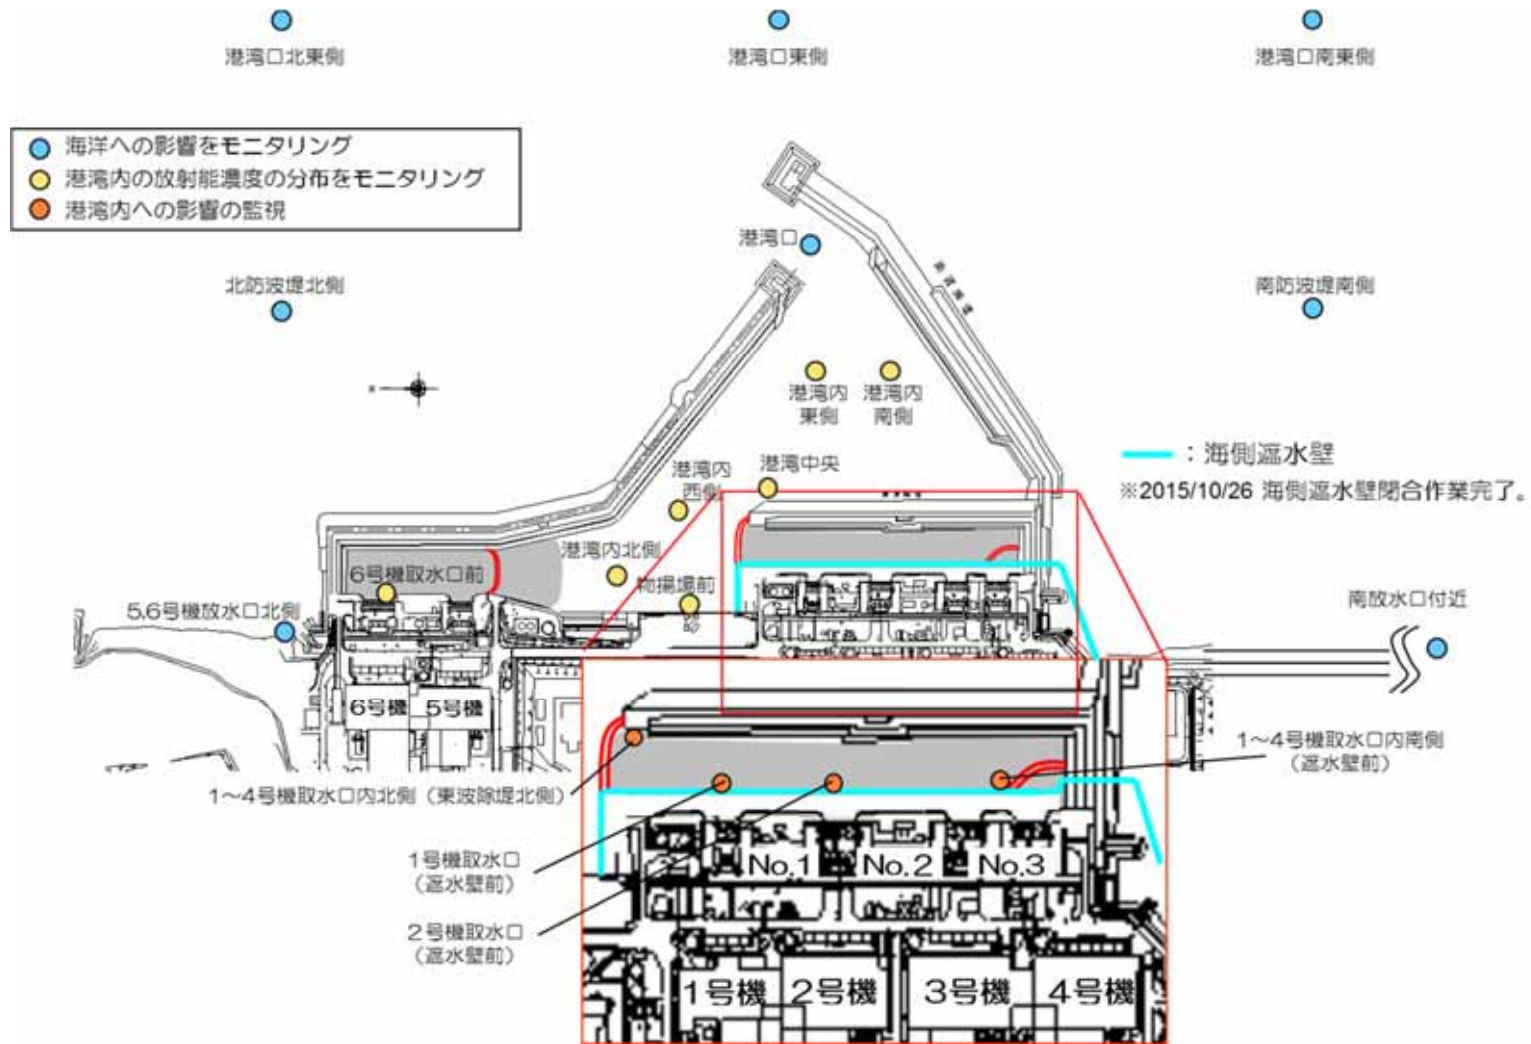 港湾口北東側
港湾口東側
港湾口南東側
海洋への影響をモニタリング
港湾内の放射能濃度の分布をモニタリング
港湾内への影響の監視
港湾口
北防波堤北側
南防波堤南側
港湾内
東側
港湾内
南側
港湾内
西側
港湾中央
：海側遮水壁
※2015/10/26 海側遮水壁閉合作業完了。
港湾内北側
6号機取水口前
物揚場前
5,6号機放水口北側
南放水口付近
6号機
5号機
1～4号機取水口内南側
（遮水壁前）
1～4号機取水口内北側（東波除堤北側）
1号機取水口
（遮水壁前）
No.1
No.2
No.3
2号機取水口
（遮水壁前）
1号機
2号機
3号機
4号機